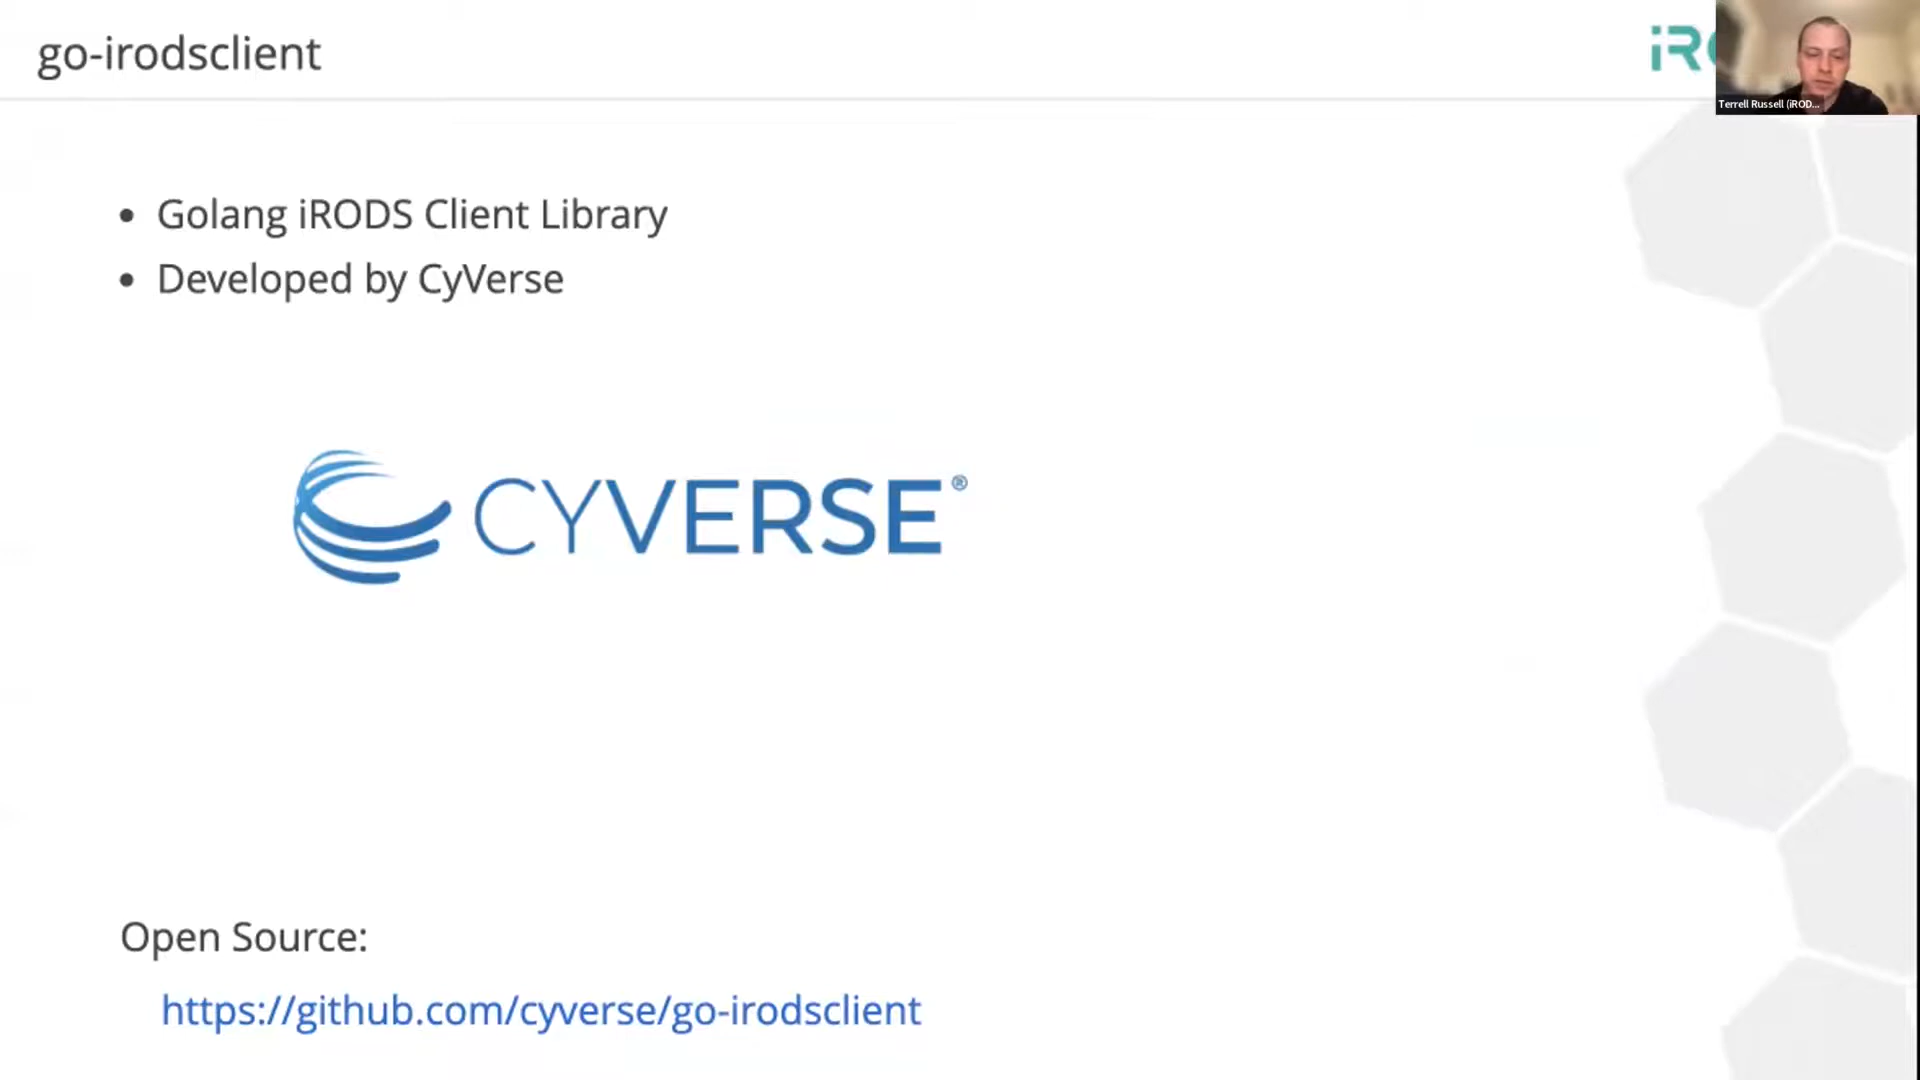 go-irodsclient
iR
Terrell Russell (iROD...
• Golang iRODS Client Library
• Developed by CyVerse
CYVERSE®
Open Source:
https://github.com/cyverse/go-irodsclient